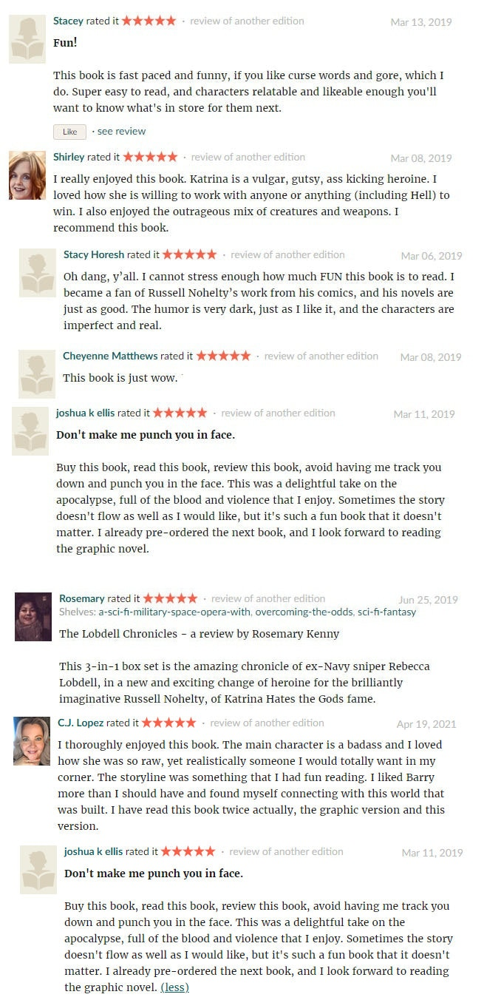 Stacey rated it ★★★★★ · review of another edition Mar 13, 2019
Fun!
This book is fast paced and funny, if you like curse words and gore, which I
do. Super easy to read, and characters relatable and likeable enough you'll
want to know what's in store for them next.
Like · see review
Shirley rated it ★★★★★ · review of another edition Mar 08, 2019
I really enjoyed this book. Katrina is a vulgar, gutsy, ass kicking heroine. I
loved how she is willing to work with anyone or anything (including Hell) to
win. I also enjoyed the outrageous mix of creatures and weapons. I
recommend this book.
Stacy Horesh rated it ★★★★★ · review of another edition Mar 06, 2019
Oh dang, y’all. I cannot stress enough how much FUN this book is to read. I
became a fan of Russell Nohelty’s work from his comics, and his novels are
just as good. The humor is very dark, just as I like it, and the characters are
imperfect and real.
Cheyenne Matthews rated it ★★★★★ · review of another edition Mar 08, 2019
This book is just wow.
joshua k ellis rated it ★★★★★ · review of another edition Mar 11, 2019
Don't make me punch you in face.
Buy this book, read this book, review this book, avoid having me track you
down and punch you in the face. This was a delightful take on the
apocalypse, full of the blood and violence that I enjoy. Sometimes the story
doesn't flow as well as I would like, but it's such a fun book that it doesn't
matter. I already pre-ordered the next book, and I look forward to reading
the graphic novel.
Rosemary rated it ★★★★★ · review of another edition Jun 25, 2019
Shelves: a-sci-fi-military-space-opera-with, overcoming-the-odds, sci-fi-fantasy
The Lobdell Chronicles - a review by Rosemary Kenny
This 3-in-1 box set is the amazing chronicle of ex-Navy sniper Rebecca
Lobdell, in a new and exciting change of heroine for the brilliantly
imaginative Russell Nohelty, of Katrina Hates the Gods fame.
C.J. Lopez rated it ★★★★★ · review of another edition Apr 19, 2021
I thoroughly enjoyed this book. The main character is a badass and I loved
how she was so raw, yet realistically someone I would totally want in my
corner. The storyline was something that I had fun reading. I liked Barry
more than I should have and found myself connecting with this world that
was built. I have read this book twice actually, the graphic version and this
version.
joshua k ellis rated it ★★★★★ · review of another edition Mar 11, 2019
Don't make me punch you in face.
Buy this book, read this book, review this book, avoid having me track you
down and punch you in the face. This was a delightful take on the
apocalypse, full of the blood and violence that I enjoy. Sometimes the story
doesn't flow as well as I would like, but it's such a fun book that it doesn't
matter. I already pre-ordered the next book, and I look forward to reading
the graphic novel. (less)